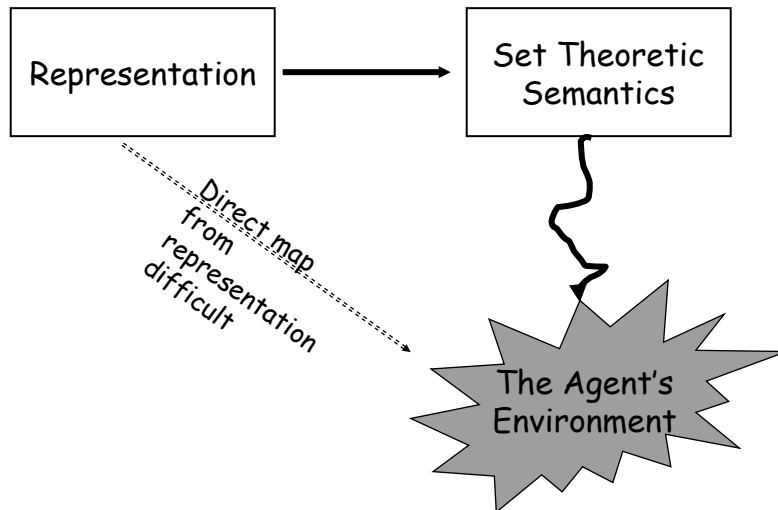 Representation
Set Theoretic
Semantics
Direct map
from
representation
difficult
The Agent's
Environment